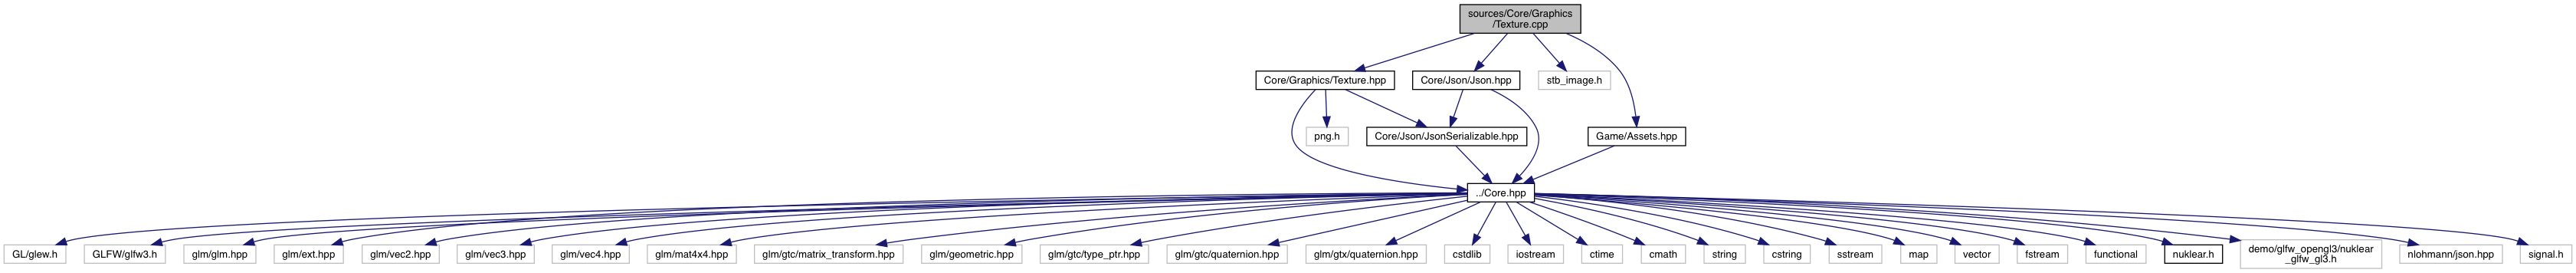 sources/Core/Graphics
/Texture.cpp
Core/Graphics/Texture.hpp
Core/Json/Json.hpp
stb_image.h
png.h
Core/Json/JsonSerializable.hpp
Game/Assets.hpp
../Core.hpp
GL/glew.h
GLFW/glfw3.h
glm/glm.hpp
glm/ext.hpp
glm/vec2.hpp
glm/vec3.hpp
glm/vec4.hpp
glm/mat4x4.hpp
glm/gtc/matrix_transform.hpp
glm/geometric.hpp
glm/gtc/type_ptr.hpp
glm/gtc/quaternion.hpp
glm/gtx/quaternion.hpp
cstdlib
iostream
ctime
cmath
string
cstring
sstream
map
vector
fstream
functional
nuklear.h
demo/glfw_opengl3/nuklear
_glfw_gl3.h
nlohmann/json.hpp
signal.h